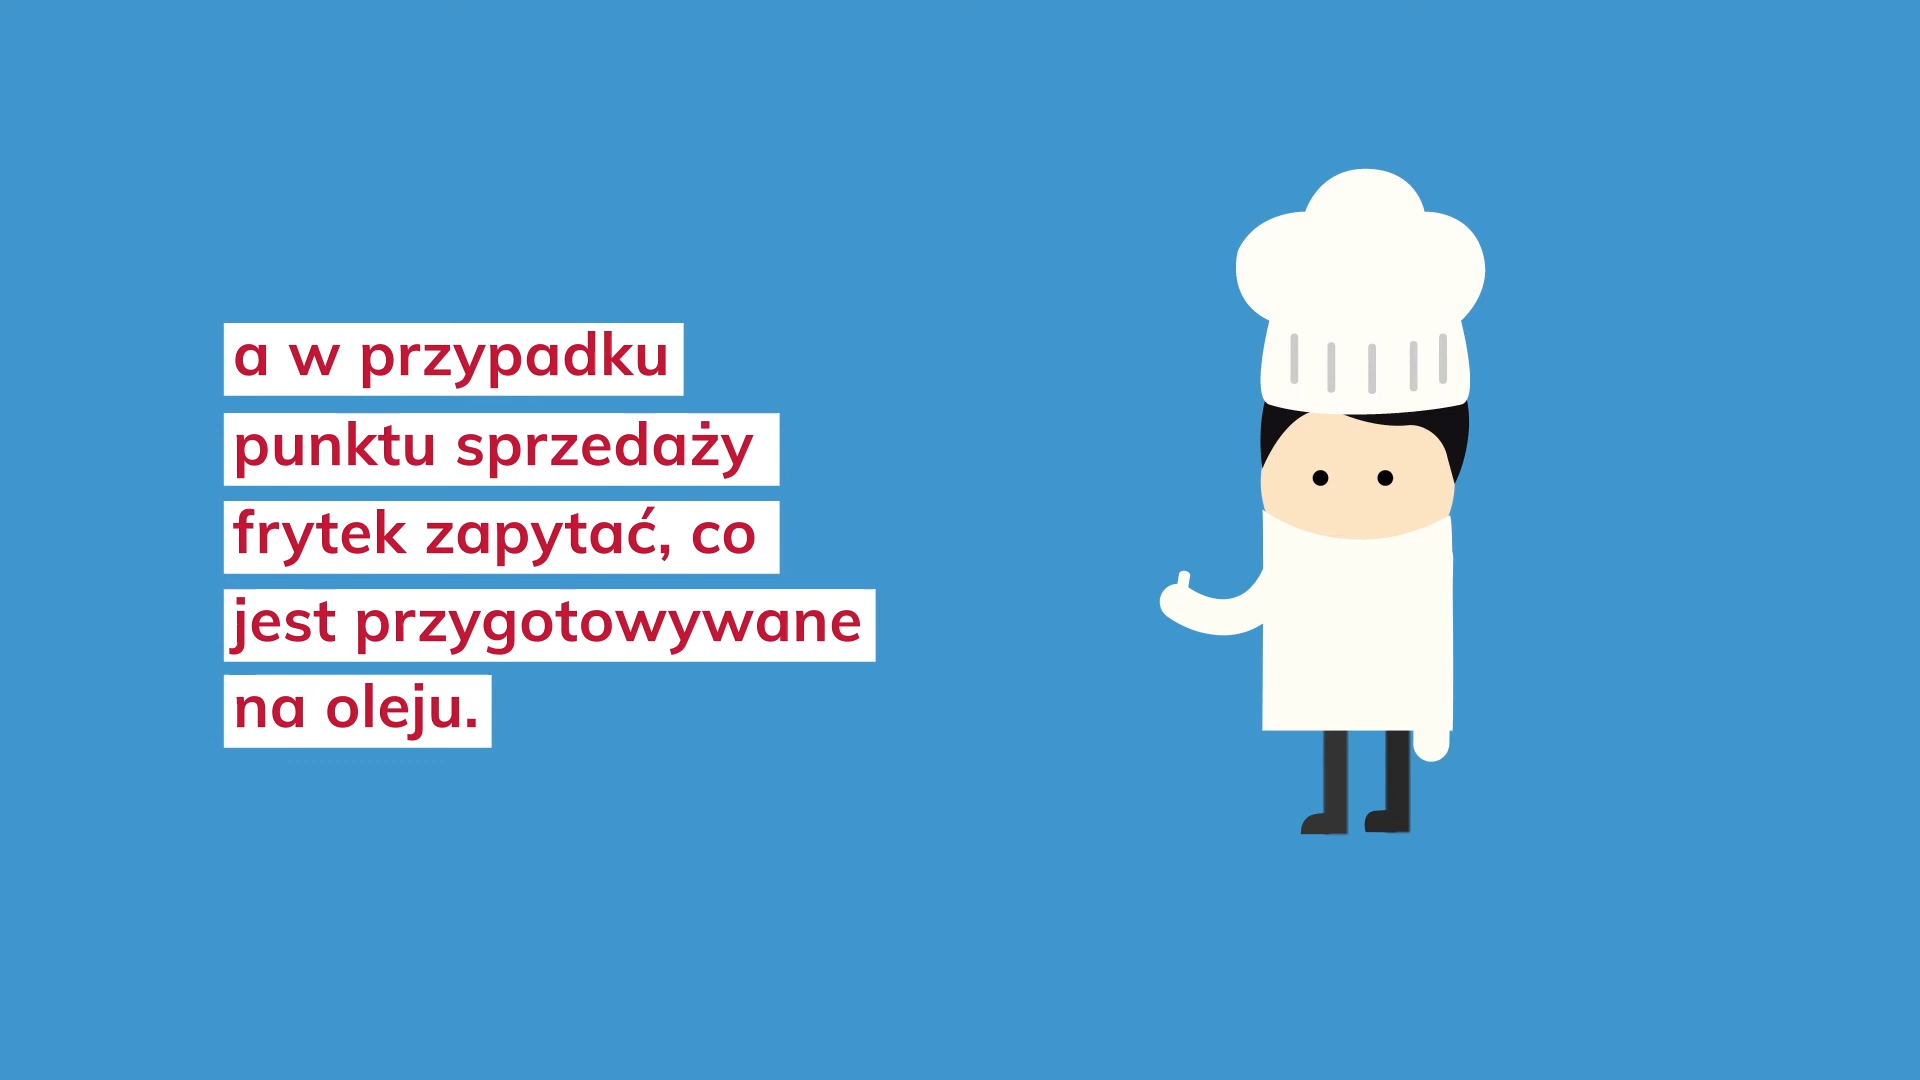 a w przypadku
punktu sprzedaży
frytek zapytać, co
jest przygotowywane
na oleju.